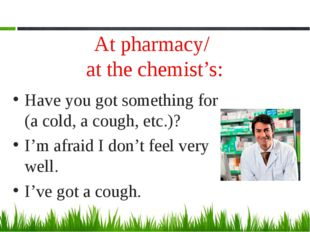 At pharmacy/
at the chemist’s:
• Have you got something for
(a cold, a cough, etc.)?
• I’m afraid I don’t feel very
well.
• I’ve got a cough.